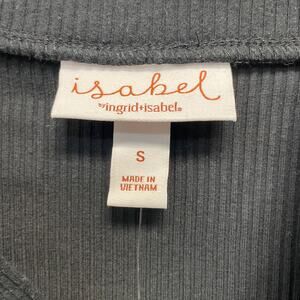 isabel
by ingrid+isabel®
S
MADE IN
VIETNAM